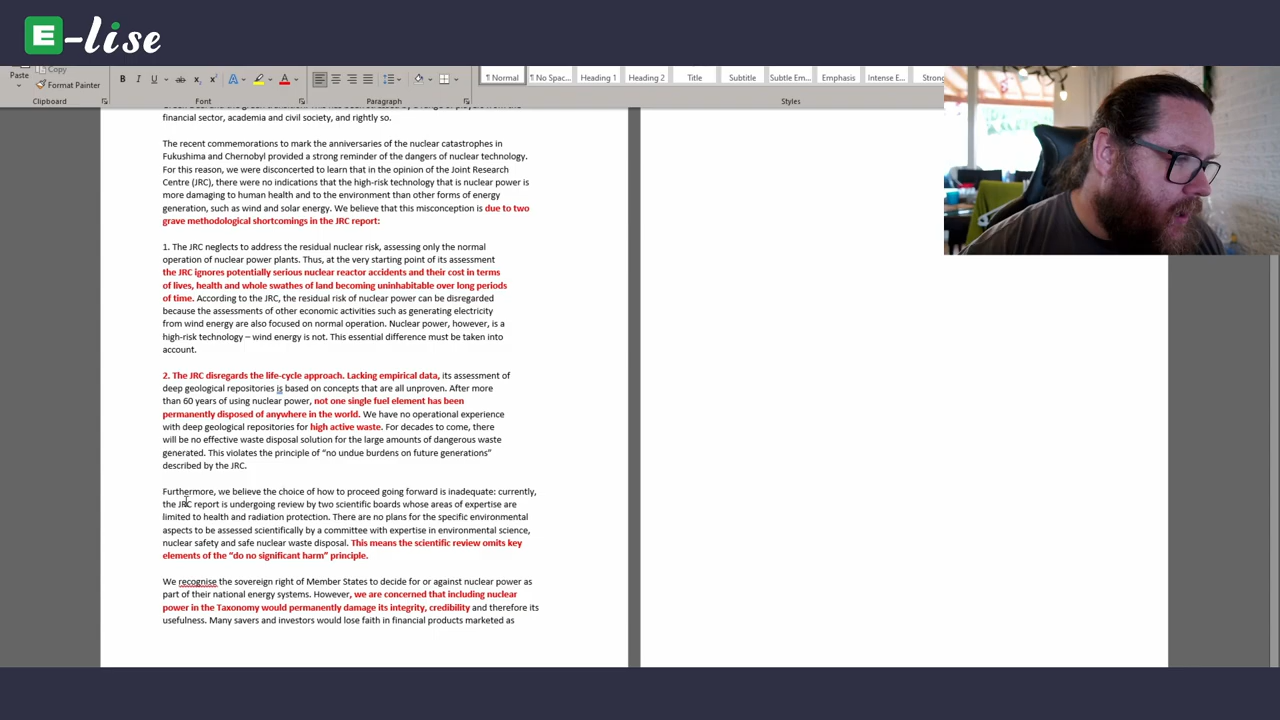 E-lise
Paste
Copy
Format Painter
B I U ab x₂ x² A A
Clipboard
Font
Paragraph
¶ Normal
¶ No Spac...
Heading 1
Heading 2
Title
Subtitle
Subtle Em...
Emphasis
Intense E...
Strong
Styles
financial sector, academia and civil society, and rightly so.
The recent commemorations to mark the anniversaries of the nuclear catastrophes in
Fukushima and Chernobyl provided a strong reminder of the dangers of nuclear technology.
For this reason, we were disconcerted to learn that in the opinion of the Joint Research
Centre (JRC), there were no indications that the high-risk technology that is nuclear power is
more damaging to human health and to the environment than other forms of energy
generation, such as wind and solar energy. We believe that this misconception is due to two
grave methodological shortcomings in the JRC report:
1. The JRC neglects to address the residual nuclear risk, assessing only the normal
operation of nuclear power plants. Thus, at the very starting point of its assessment
the JRC ignores potentially serious nuclear reactor accidents and their cost in terms
of lives, health and whole swathes of land becoming uninhabitable over long periods
of time. According to the JRC, the residual risk of nuclear power can be disregarded
because the assessments of other economic activities such as generating electricity
from wind energy are also focused on normal operation. Nuclear power, however, is a
high-risk technology – wind energy is not. This essential difference must be taken into
account.
2. The JRC disregards the life-cycle approach. Lacking empirical data, its assessment of
deep geological repositories is based on concepts that are all unproven. After more
than 60 years of using nuclear power, not one single fuel element has been
permanently disposed of anywhere in the world. We have no operational experience
with deep geological repositories for high active waste. For decades to come, there
will be no effective waste disposal solution for the large amounts of dangerous waste
generated. This violates the principle of “no undue burdens on future generations”
described by the JRC.
Furthermore, we believe the choice of how to proceed going forward is inadequate: currently,
the JRC report is undergoing review by two scientific boards whose areas of expertise are
limited to health and radiation protection. There are no plans for the specific environmental
aspects to be assessed scientifically by a committee with expertise in environmental science,
nuclear safety and safe nuclear waste disposal. This means the scientific review omits key
elements of the “do no significant harm” principle.
We recognise the sovereign right of Member States to decide for or against nuclear power as
part of their national energy systems. However, we are concerned that including nuclear
power in the Taxonomy would permanently damage its integrity, credibility and therefore its
usefulness. Many savers and investors would lose faith in financial products marketed as